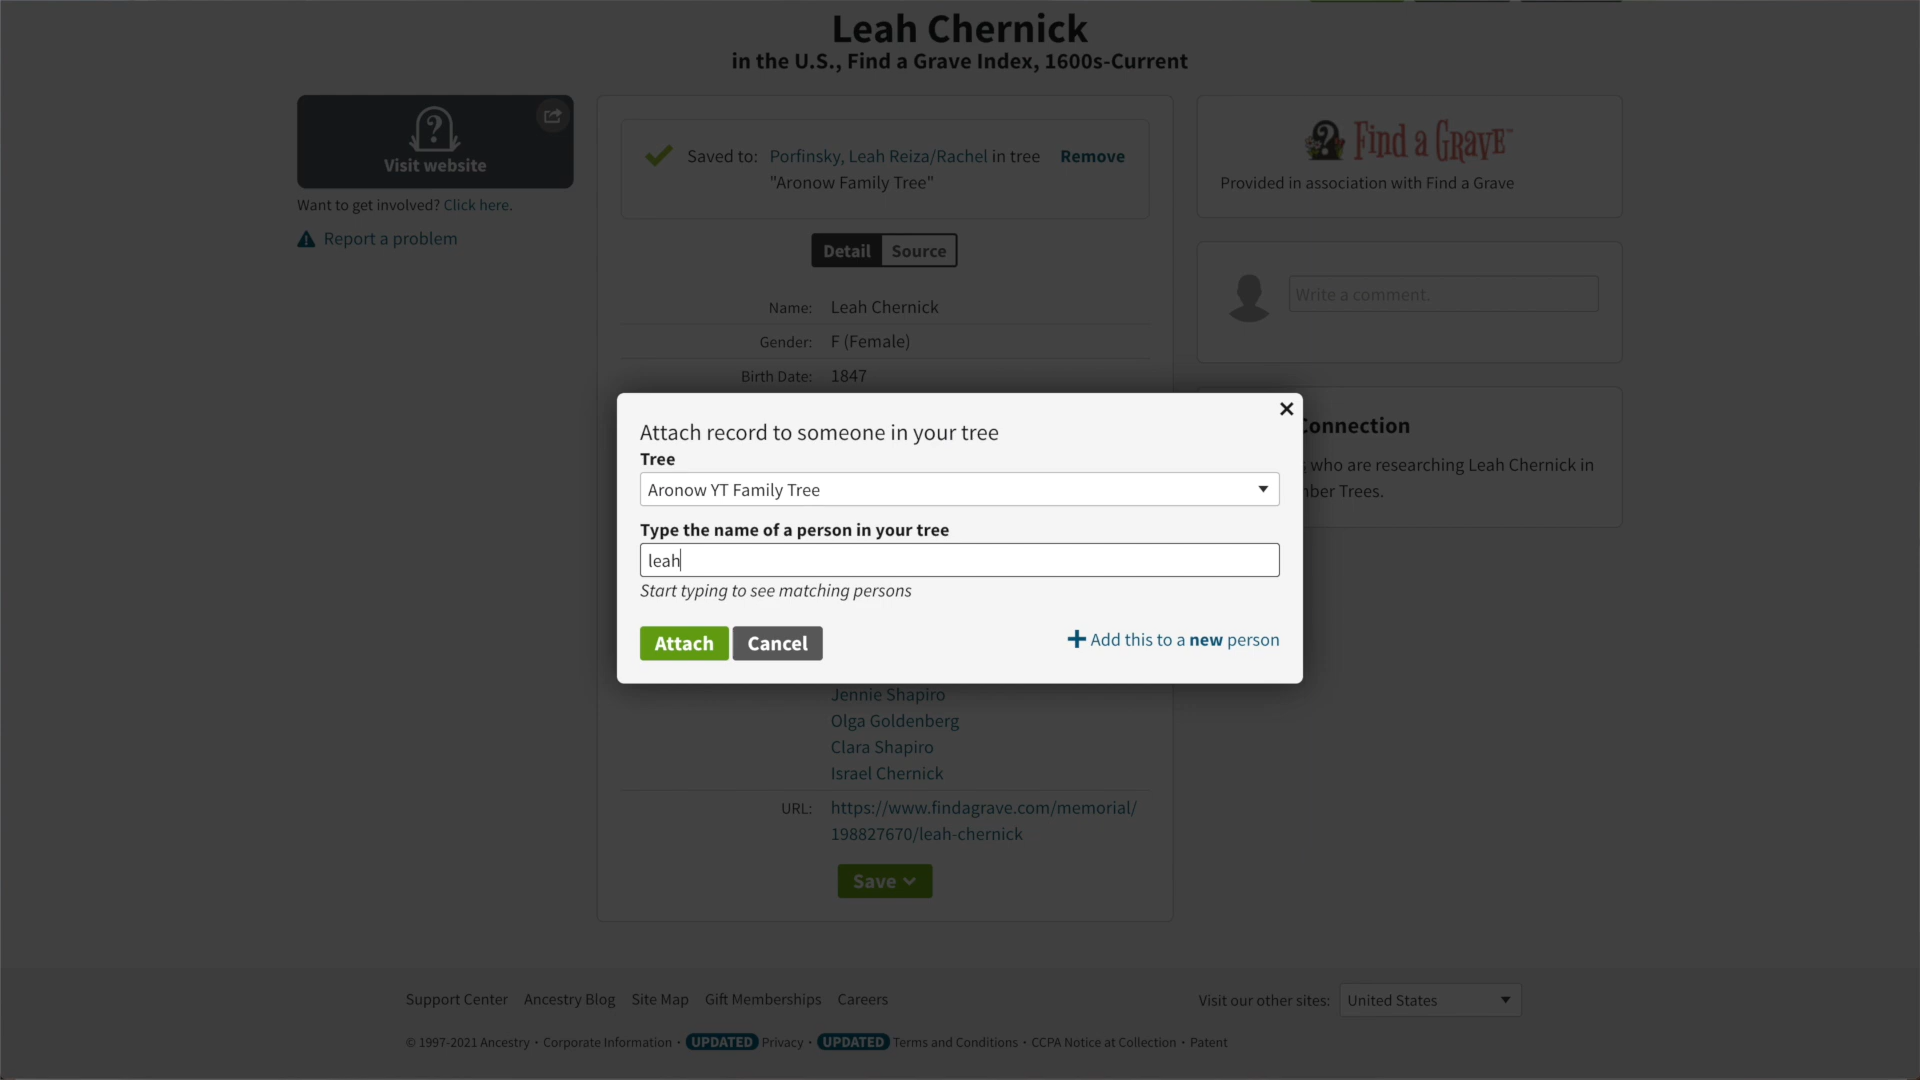 Leah Chernick
in the U.S., Find a Grave Index, 1600s-Current
Visit website
Want to get involved? Click here.
Report a problem
Saved to: Porfinsky, Leah Reiza/Rachel in tree
"Aronow Family Tree"
Remove
Detail
Source
Name: Leah Chernick
Gender: F (Female)
Birth Date: 1847
Find a Grave
Provided in association with Find a Grave
Write a comment.
onnection
who are researching Leah Chernick in
ber Trees.
Attach record to someone in your tree
Tree
Aronow YT Family Tree
Type the name of a person in your tree
leah
Start typing to see matching persons
Attach
Cancel
Add this to a new person
Jennie Shapiro
Olga Goldenberg
Clara Shapiro
Israel Chernick
URL: https://www.findagrave.com/memorial/
198827670/leah-chernick
Save
Support Center Ancestry Blog Site Map Gift Memberships Careers
Visit our other sites: United States
© 1997-2021 Ancestry · Corporate Information · UPDATED Privacy · UPDATED Terms and Conditions · CCPA Notice at Collection · Patent